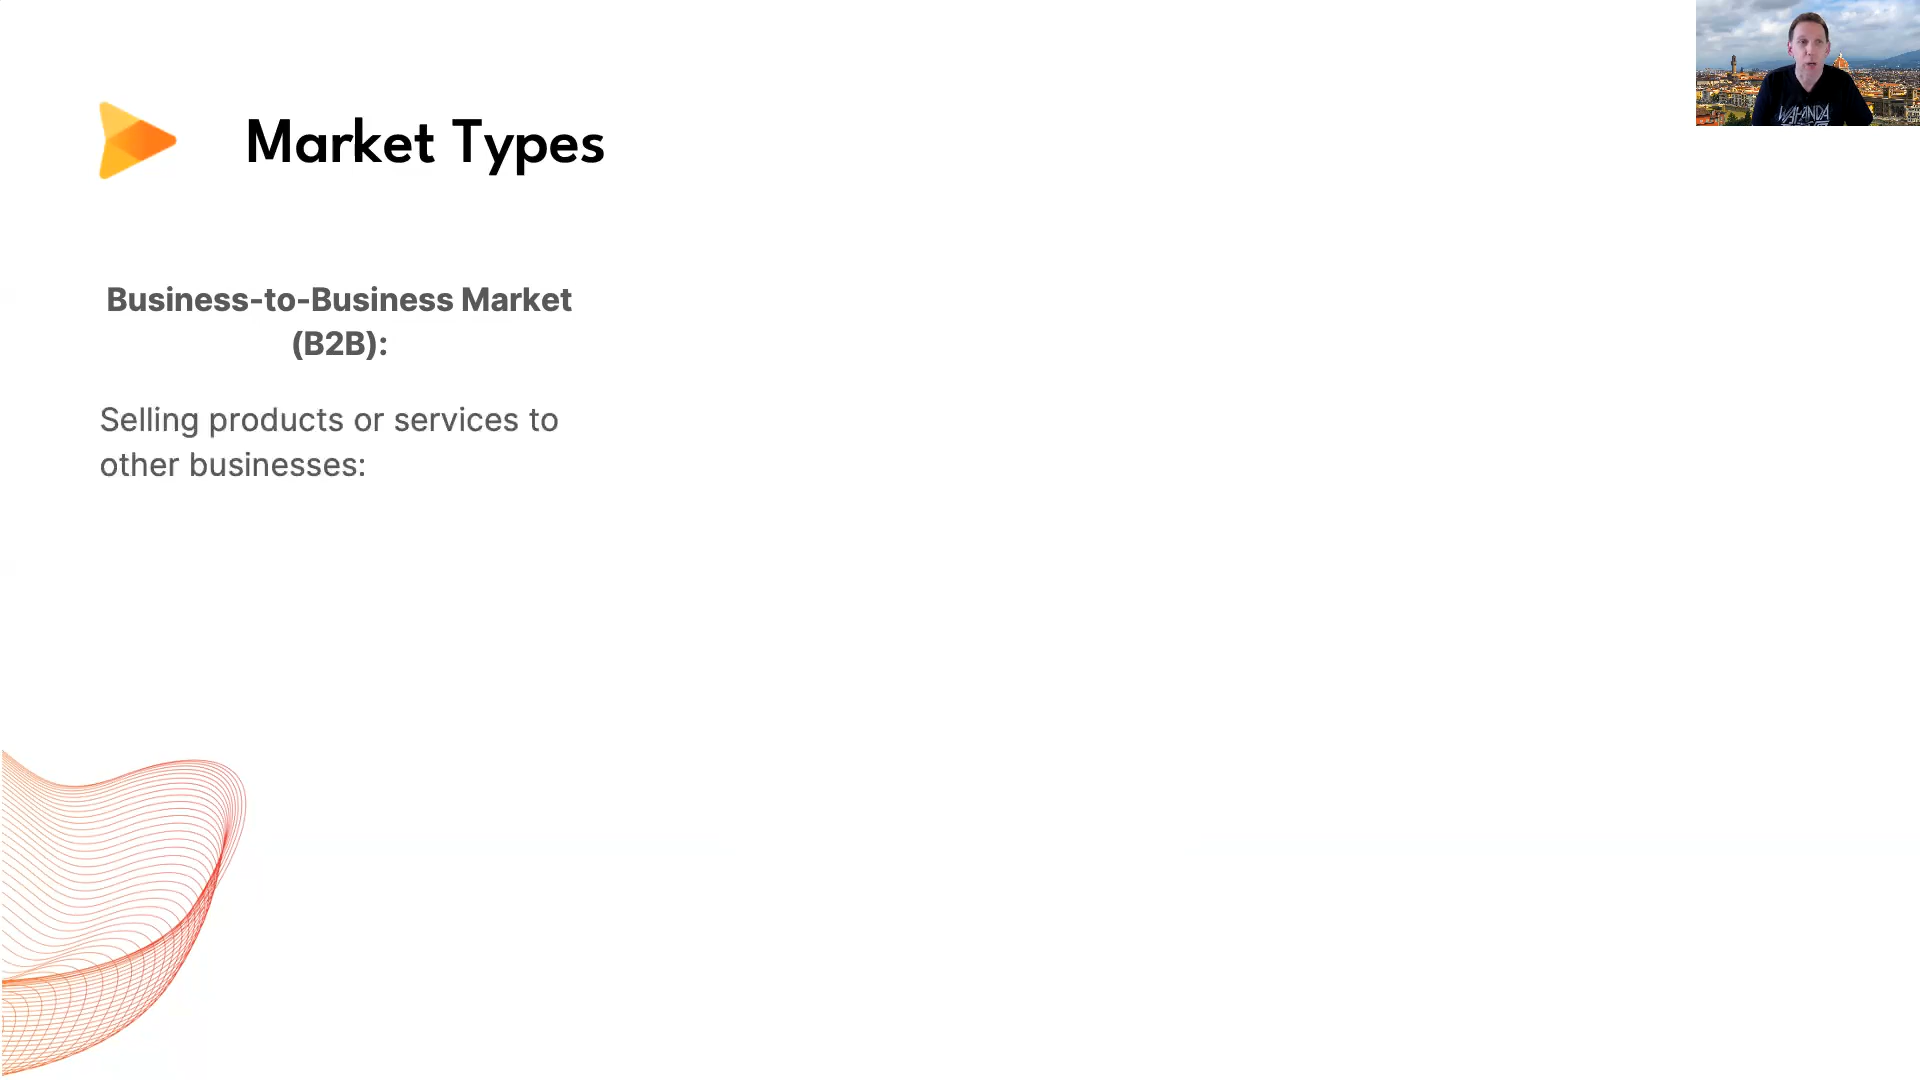 Market Types
Business-to-Business Market
(B2B):
Selling products or services to
other businesses: